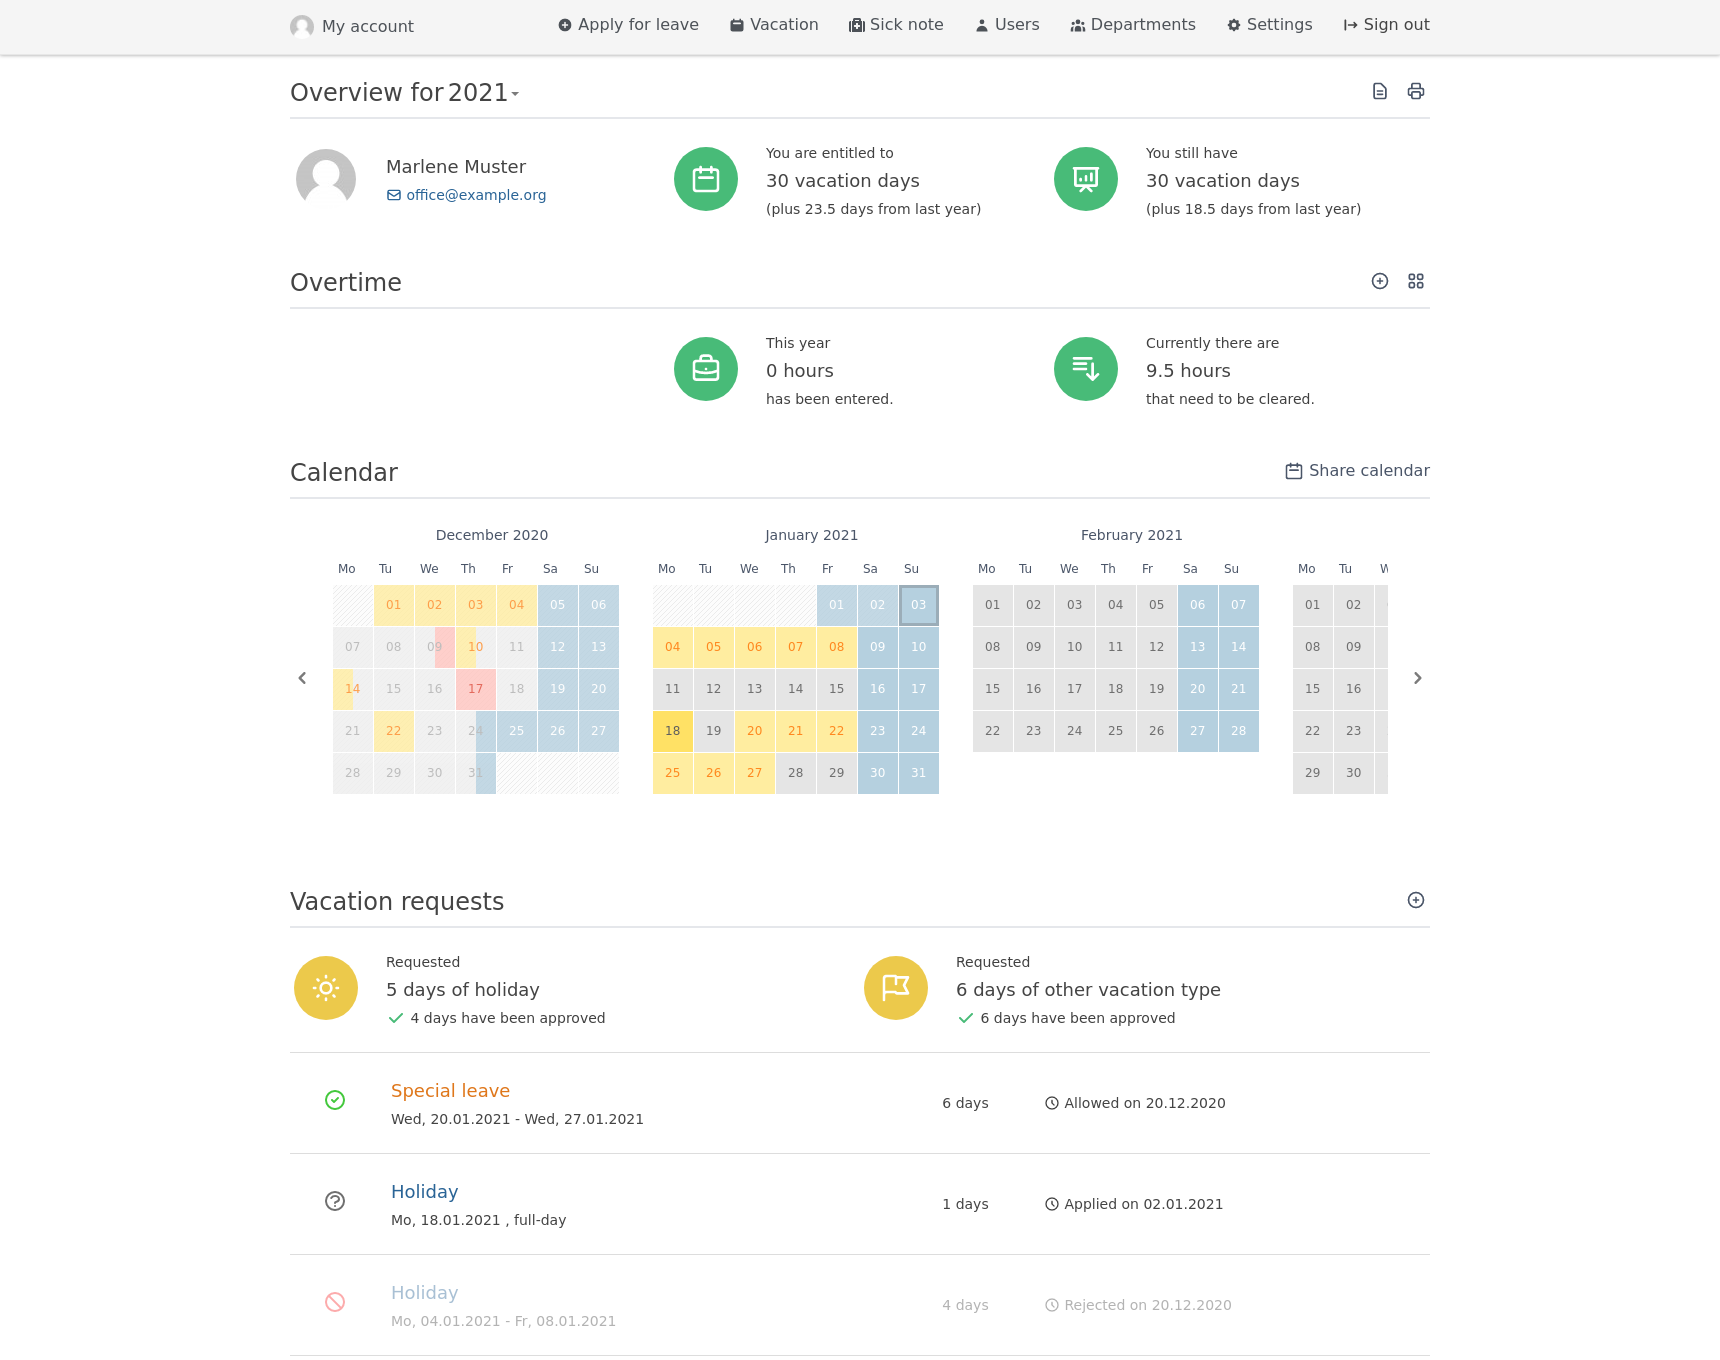 My account Apply for leave Vacation Sick note Users Departments Settings Sign out
Overview for 2021
Marlene Muster
office@example.org
You are entitled to
30 vacation days
(plus 23.5 days from last year)
You still have
30 vacation days
(plus 18.5 days from last year)
Overtime
This year
0 hours
has been entered.
Currently there are
9.5 hours
that need to be cleared.
Calendar Share calendar
December 2020
Mo Tu We Th Fr Sa Su
01 02 03 04 05 06
07 08 09 10 11 12 13
14 15 16 17 18 19 20
21 22 23 24 25 26 27
28 29 30 31
January 2021
Mo Tu We Th Fr Sa Su
01 02 03
04 05 06 07 08 09 10
11 12 13 14 15 16 17
18 19 20 21 22 23 24
25 26 27 28 29 30 31
February 2021
Mo Tu We Th Fr Sa Su
01 02 03 04 05 06 07
08 09 10 11 12 13 14
15 16 17 18 19 20 21
22 23 24 25 26 27 28
Mo Tu
01 02
08 09
15 16
22 23
29 30
Vacation requests
Requested
5 days of holiday
4 days have been approved
Requested
6 days of other vacation type
6 days have been approved
Special leave
Wed, 20.01.2021 - Wed, 27.01.2021
6 days Allowed on 20.12.2020
Holiday
Mo, 18.01.2021 , full-day
1 days Applied on 02.01.2021
Holiday
Mo, 04.01.2021 - Fr, 08.01.2021
4 days Rejected on 20.12.2020